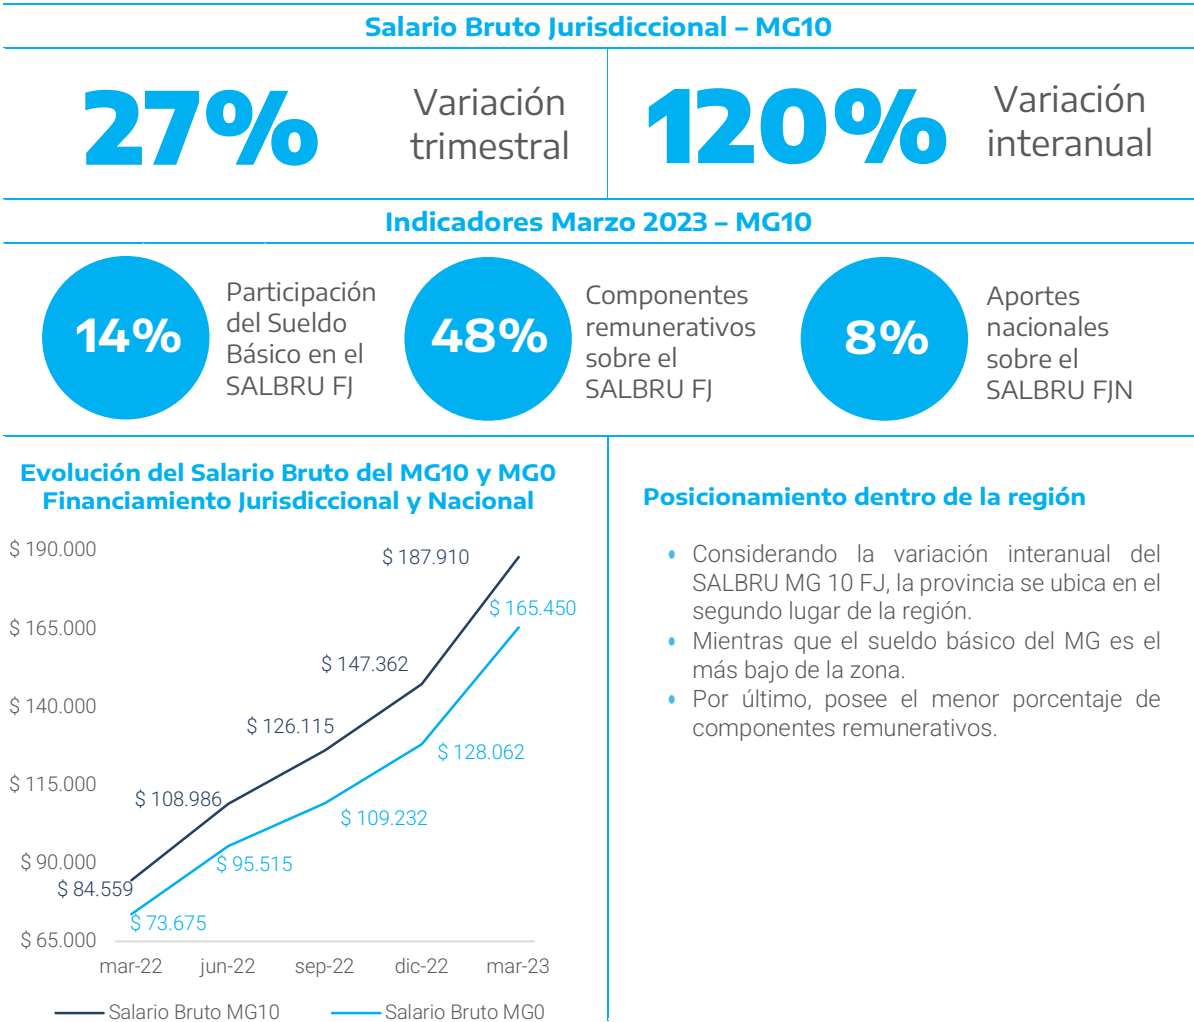 Salario Bruto Jurisdiccional – MG10
27%
Variación
trimestral
120%
Variación
interanual
Indicadores Marzo 2023 – MG10
14%
Participación
del Sueldo
Básico en el
SALBRU FJ
48%
Componentes
remunerativos
sobre el
SALBRU FJ
8%
Aportes
nacionales
sobre el
SALBRU FJN
Evolución del Salario Bruto del MG10 y MG0
Financiamiento Jurisdiccional y Nacional
$ 190.000
$ 165.000
$ 140.000
$ 115.000
$ 90.000
$ 65.000
$ 84.559
$ 108.986
$ 126.115
$ 147.362
$ 187.910
$ 73.675
$ 95.515
$ 109.232
$ 128.062
$ 165.450
mar-22
jun-22
sep-22
dic-22
mar-23
Salario Bruto MG10
Salario Bruto MG0
Posicionamiento dentro de la región
• Considerando la variación interanual del
SALBRU MG 10 FJ, la provincia se ubica en el
segundo lugar de la región.
• Mientras que el sueldo básico del MG es el
más bajo de la zona.
• Por último, posee el menor porcentaje de
componentes remunerativos.